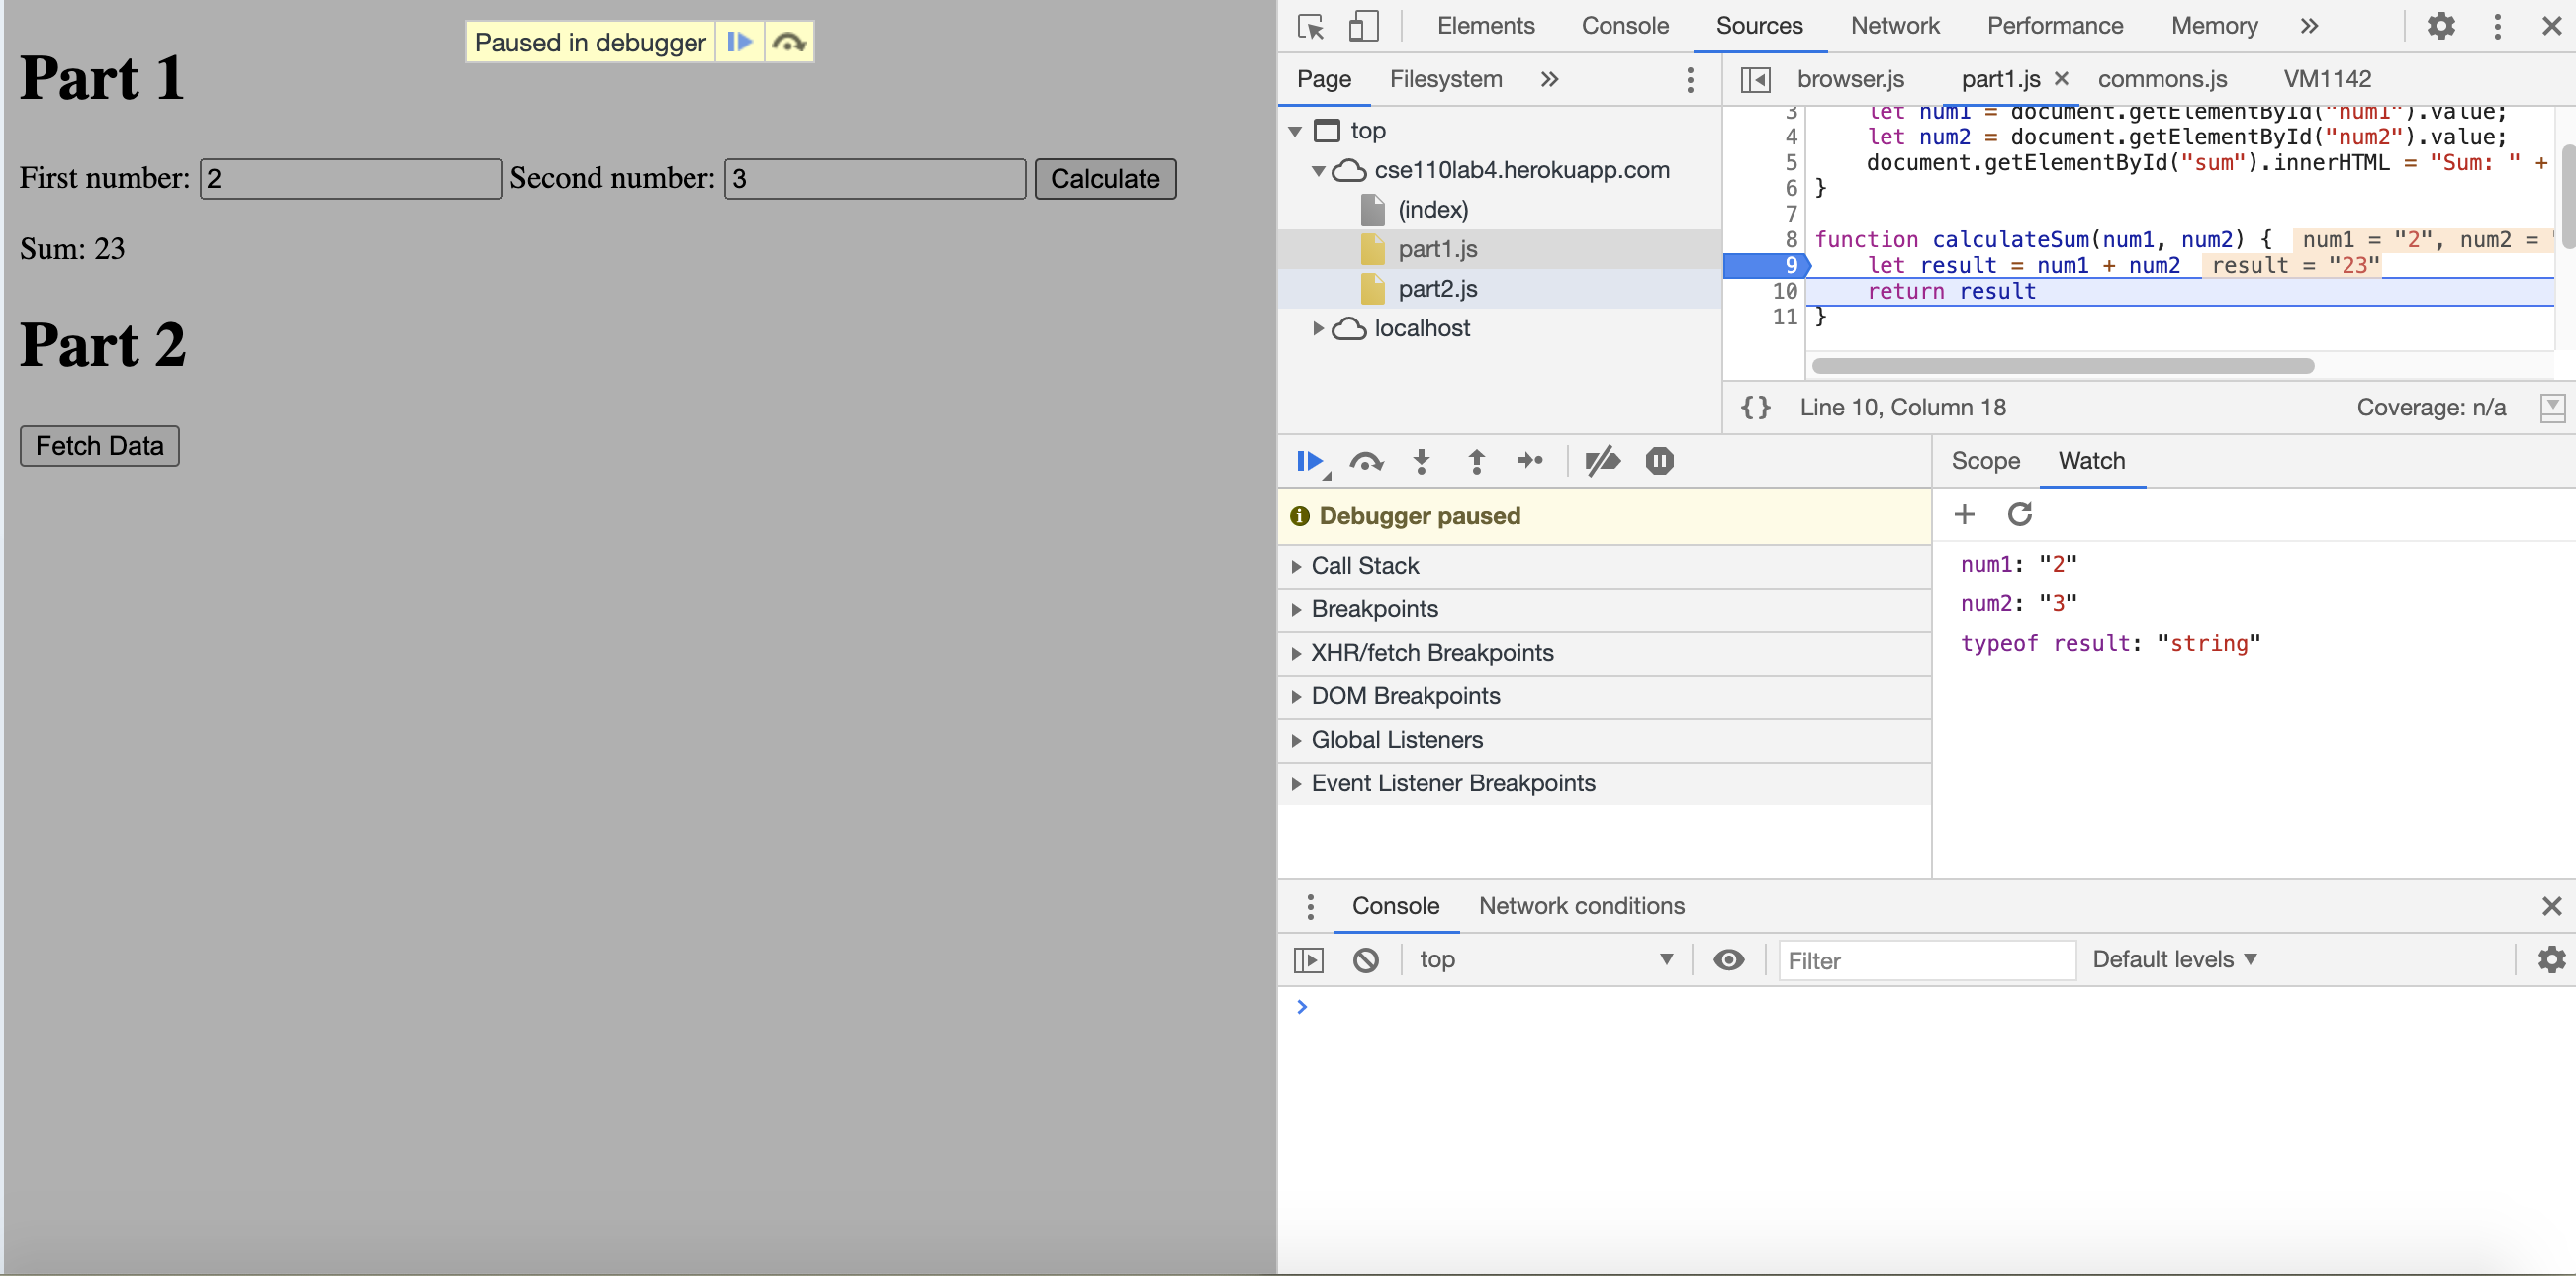 Paused in debugger
Part 1
First number: 2 Second number: 3 Calculate
Sum: 23
Part 2
Fetch Data
Elements Console Sources Network Performance Memory »
Page Filesystem »
top
cse110lab4.herokuapp.com
(index)
part1.js
part2.js
localhost
browser.js part1.js × commons.js VM1142
3 let num1 = document.getElementById("num1").value;
4 let num2 = document.getElementById("num2").value;
5 document.getElementById("sum").innerHTML = "Sum: " +
6 }
7
8 function calculateSum(num1, num2) { num1 = "2", num2 =
9 let result = num1 + num2 result = "23"
10 return result
11 }
{} Line 10, Column 18 Coverage: n/a
Debugger paused
Call Stack
Breakpoints
XHR/fetch Breakpoints
DOM Breakpoints
Global Listeners
Event Listener Breakpoints
Scope Watch
num1: "2"
num2: "3"
typeof result: "string"
Console Network conditions
top Filter Default levels